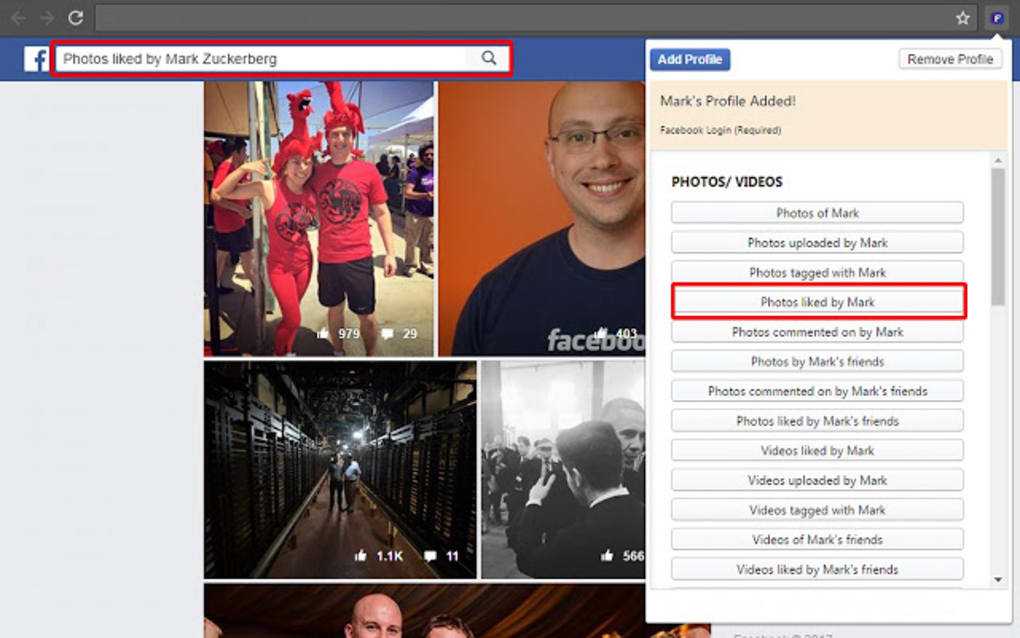 f Photos liked by Mark Zuckerberg
Add Profile
Remove Profile
Mark's Profile Added!
Facebook Login (Required)
PHOTOS/ VIDEOS
Photos of Mark
Photos uploaded by Mark
Photos tagged with Mark
Photos liked by Mark
Photos commented on by Mark
Photos by Mark's friends
Photos commented on by Mark's friends
Photos liked by Mark's friends
Videos liked by Mark
Videos uploaded by Mark
Videos tagged with Mark
Videos of Mark's friends
Videos liked by Mark's friends
979 29
faceboo 403
1.1K 11
566
Facebook © 2017